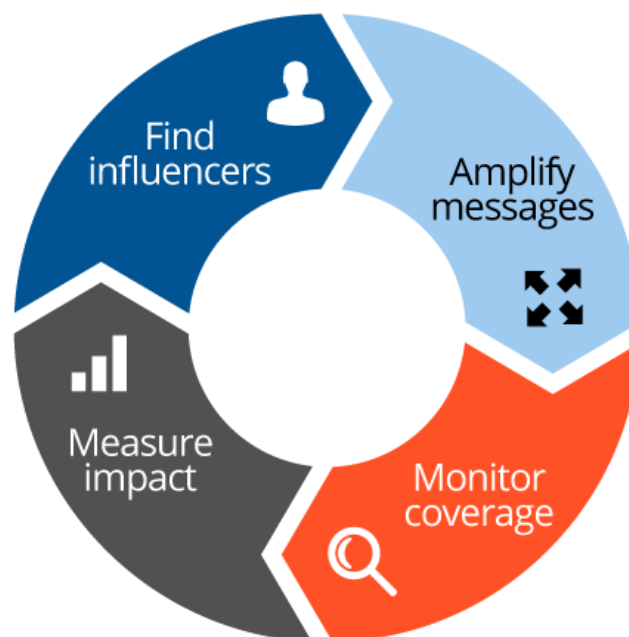 Find
influencers
Amplify
messages
Monitor
coverage
Measure
impact